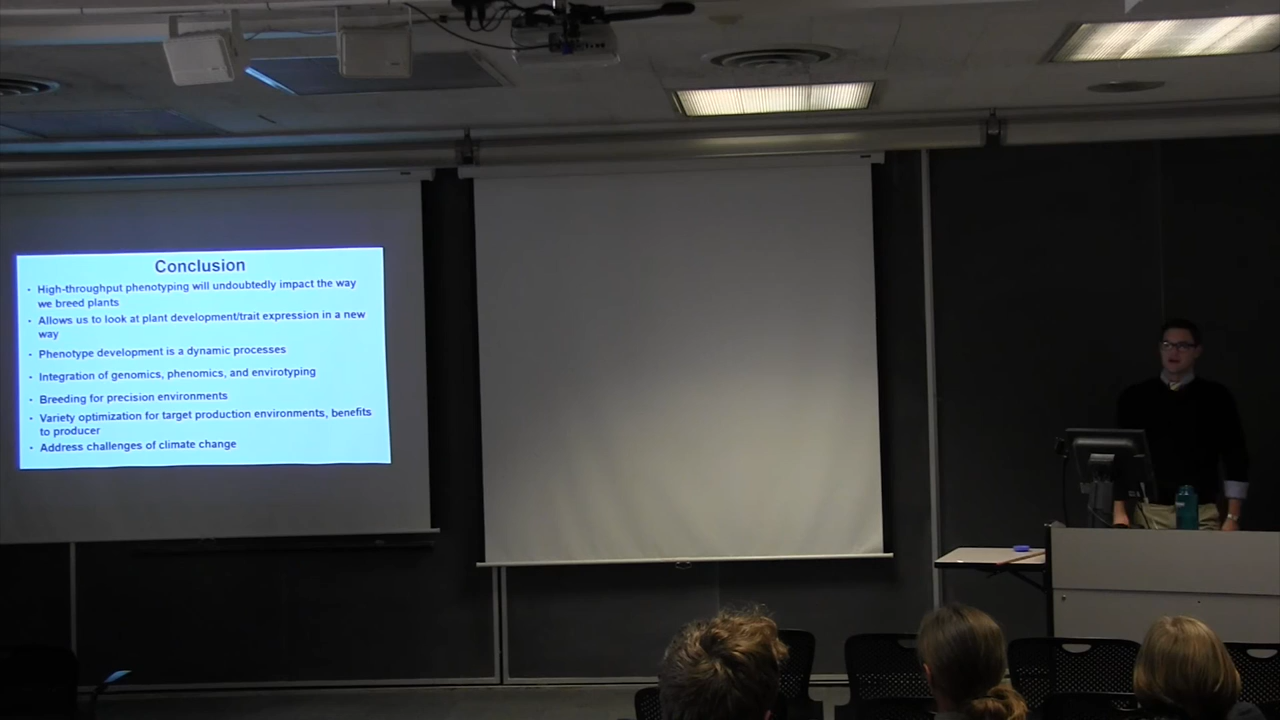 Conclusion
• High-throughput phenotyping will undoubtedly impact the way
we breed plants
• Allows us to look at plant development/trait expression in a new
way
• Phenotype development is a dynamic processes
• Integration of genomics, phenomics, and envirotyping
• Breeding for precision environments
• Variety optimization for target production environments, benefits
to producer
• Address challenges of climate change